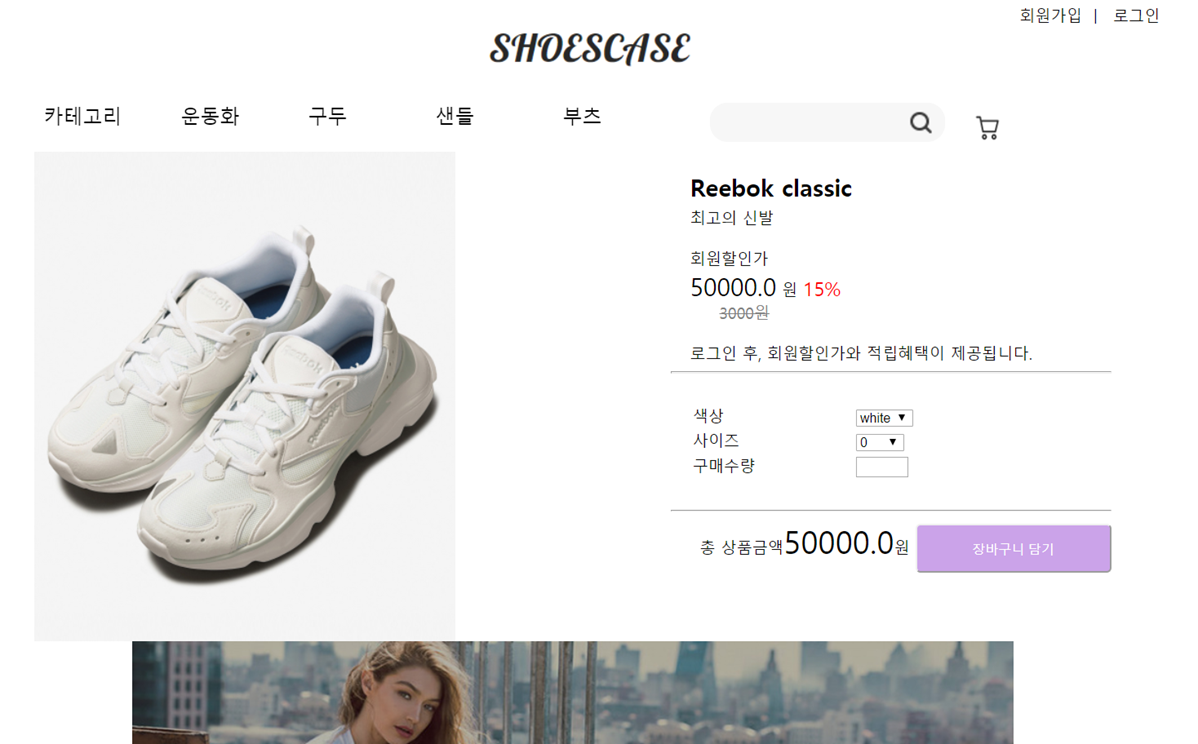 회원가입 | 로그인
SHOESCASE
카테고리 운동화 구두 샌들 부츠
Reebok classic
최고의 신발
회원할인가
50000.0 원 15%
3000원
로그인 후, 회원할인가와 적립혜택이 제공됩니다.
색상 white
사이즈 0
구매수량
총 상품금액50000.0원 장바구니 담기
Reebok
Reebok
Reebok